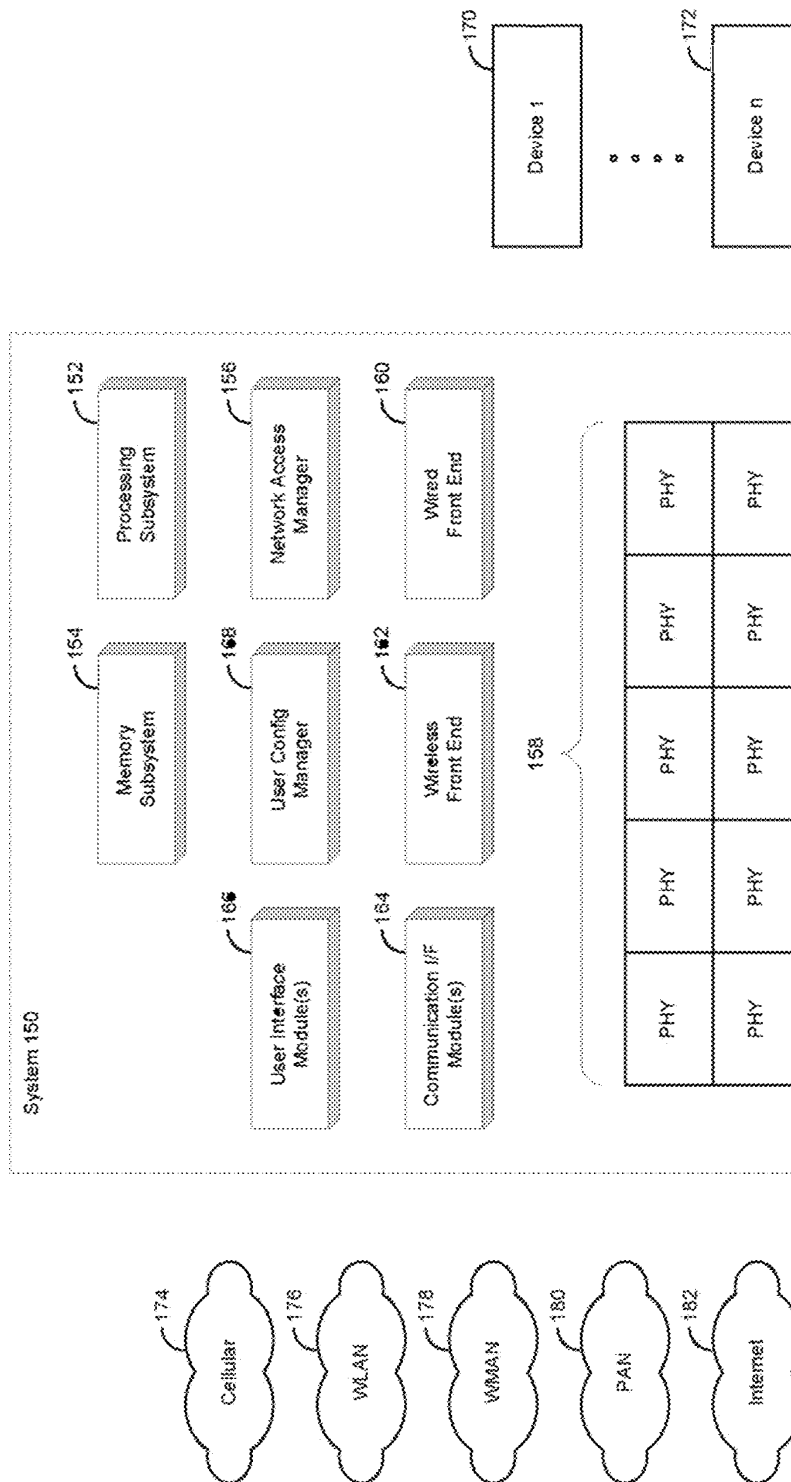 System 150
Cellular
174
WLAN
176
WMAN
178
PAN
180
Internet
182
Memory
Subsystem
154
Processing
Subsystem
152
User Interface
Module(s)
166
User Config
Manager
168
Network Access
Manager
156
Communication I/F
Module(s)
164
Wireless
Front End
162
Wired
Front End
160
158
PHY
PHY
PHY
PHY
PHY
PHY
PHY
PHY
PHY
PHY
Device 1
170
Device n
172